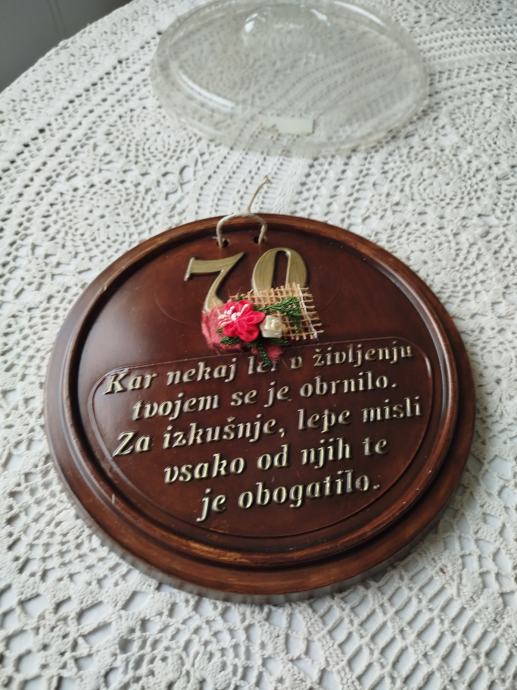 70
Kar nekaj let v življenju
tvojem se je obrnilo.
Za izkušnje, lepe misli
vsako od njih te
je obogatilo.